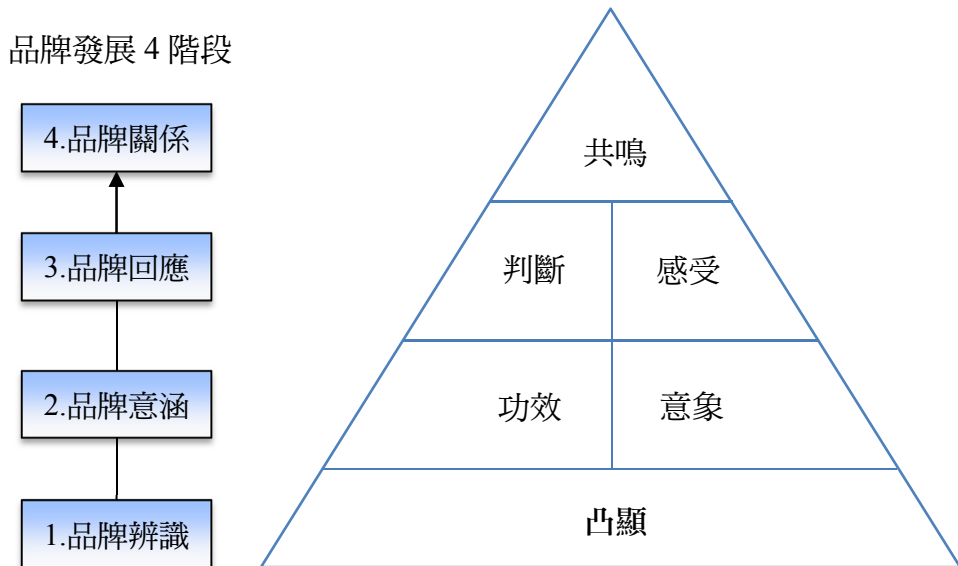 品牌發展 4 階段
4.品牌關係
3.品牌回應
2.品牌意涵
1.品牌辨識
共鳴
判斷
感受
功效
意象
凸顯